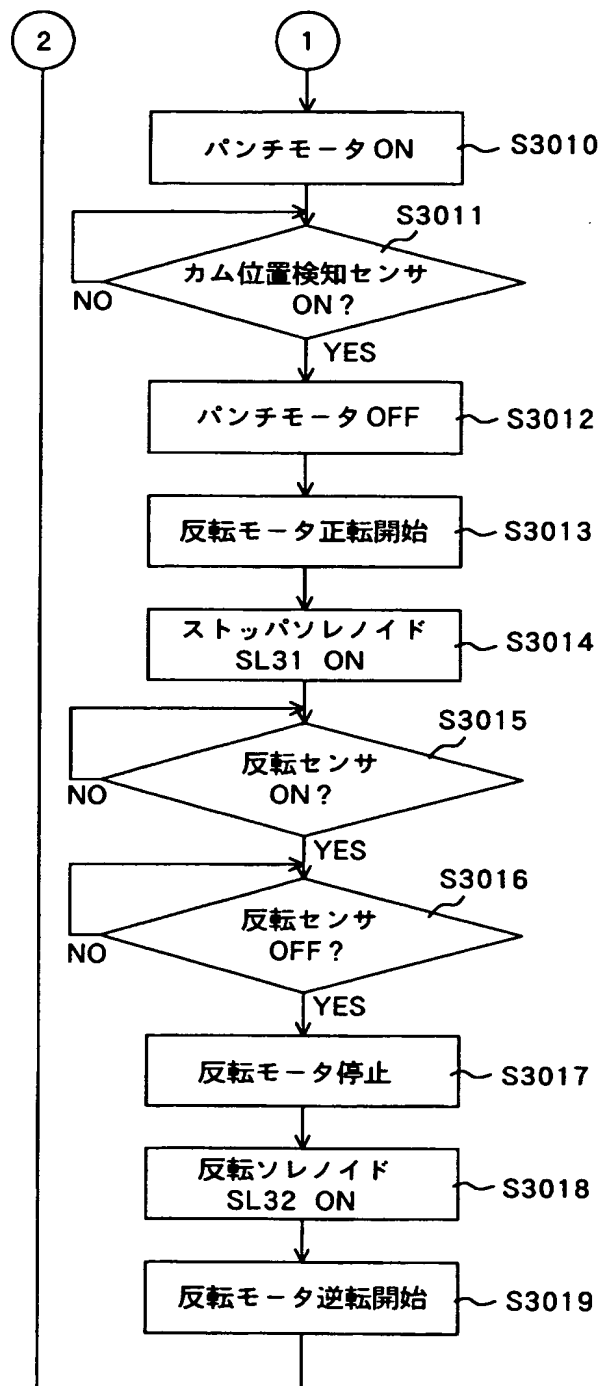 2
1
パンチモータ ON
S3010
S3011
カム位置検知センサ
ON?
NO
YES
パンチモータ OFF
S3012
反転モータ正転開始
S3013
ストッパソレノイド
SL31 ON
S3014
S3015
反転センサ
ON?
NO
YES
S3016
反転センサ
OFF?
NO
YES
反転モータ停止
S3017
反転ソレノイド
SL32 ON
S3018
反転モータ逆転開始
S3019